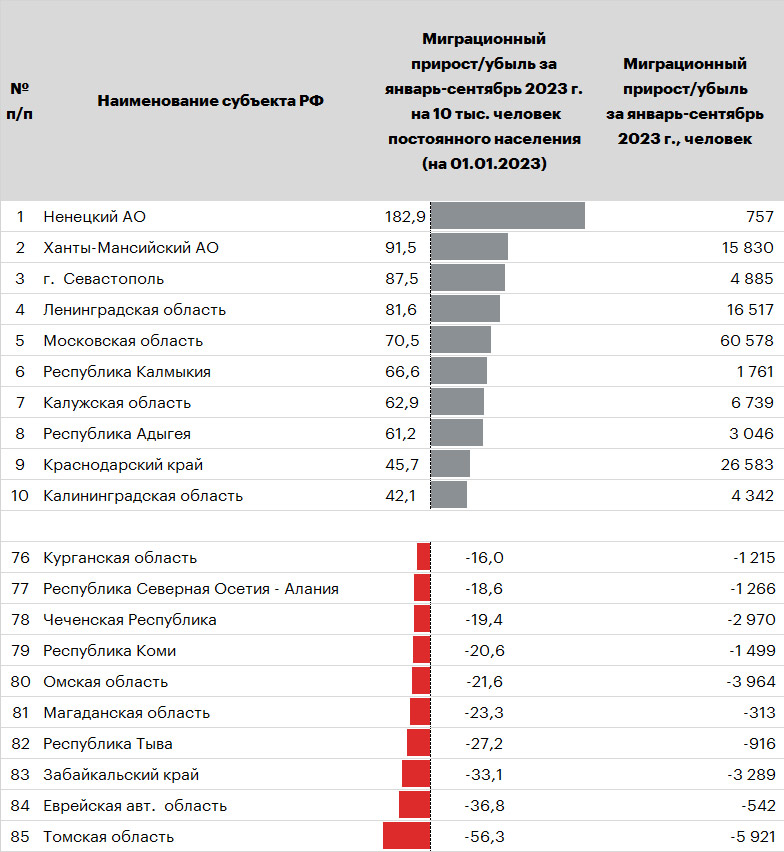 №
п/п
Наименование субъекта РФ
Миграционный
прирост/убыль за
январь-сентябрь 2023 г.
на 10 тыс. человек
постоянного населения
(на 01.01.2023)
Миграционный
прирост/убыль
за январь-сентябрь
2023 г., человек
1 Ненецкий АО 182,9 757
2 Ханты-Мансийский АО 91,5 15 830
3 г. Севастополь 87,5 4 885
4 Ленинградская область 81,6 16 517
5 Московская область 70,5 60 578
6 Республика Калмыкия 66,6 1 761
7 Калужская область 62,9 6 739
8 Республика Адыгея 61,2 3 046
9 Краснодарский край 45,7 26 583
10 Калининградская область 42,1 4 342
76 Курганская область -16,0 -1 215
77 Республика Северная Осетия - Алания -18,6 -1 266
78 Чеченская Республика -19,4 -2 970
79 Республика Коми -20,6 -1 499
80 Омская область -21,6 -3 964
81 Магаданская область -23,3 -313
82 Республика Тыва -27,2 -916
83 Забайкальский край -33,1 -3 289
84 Еврейская авт. область -36,8 -542
85 Томская область -56,3 -5 921